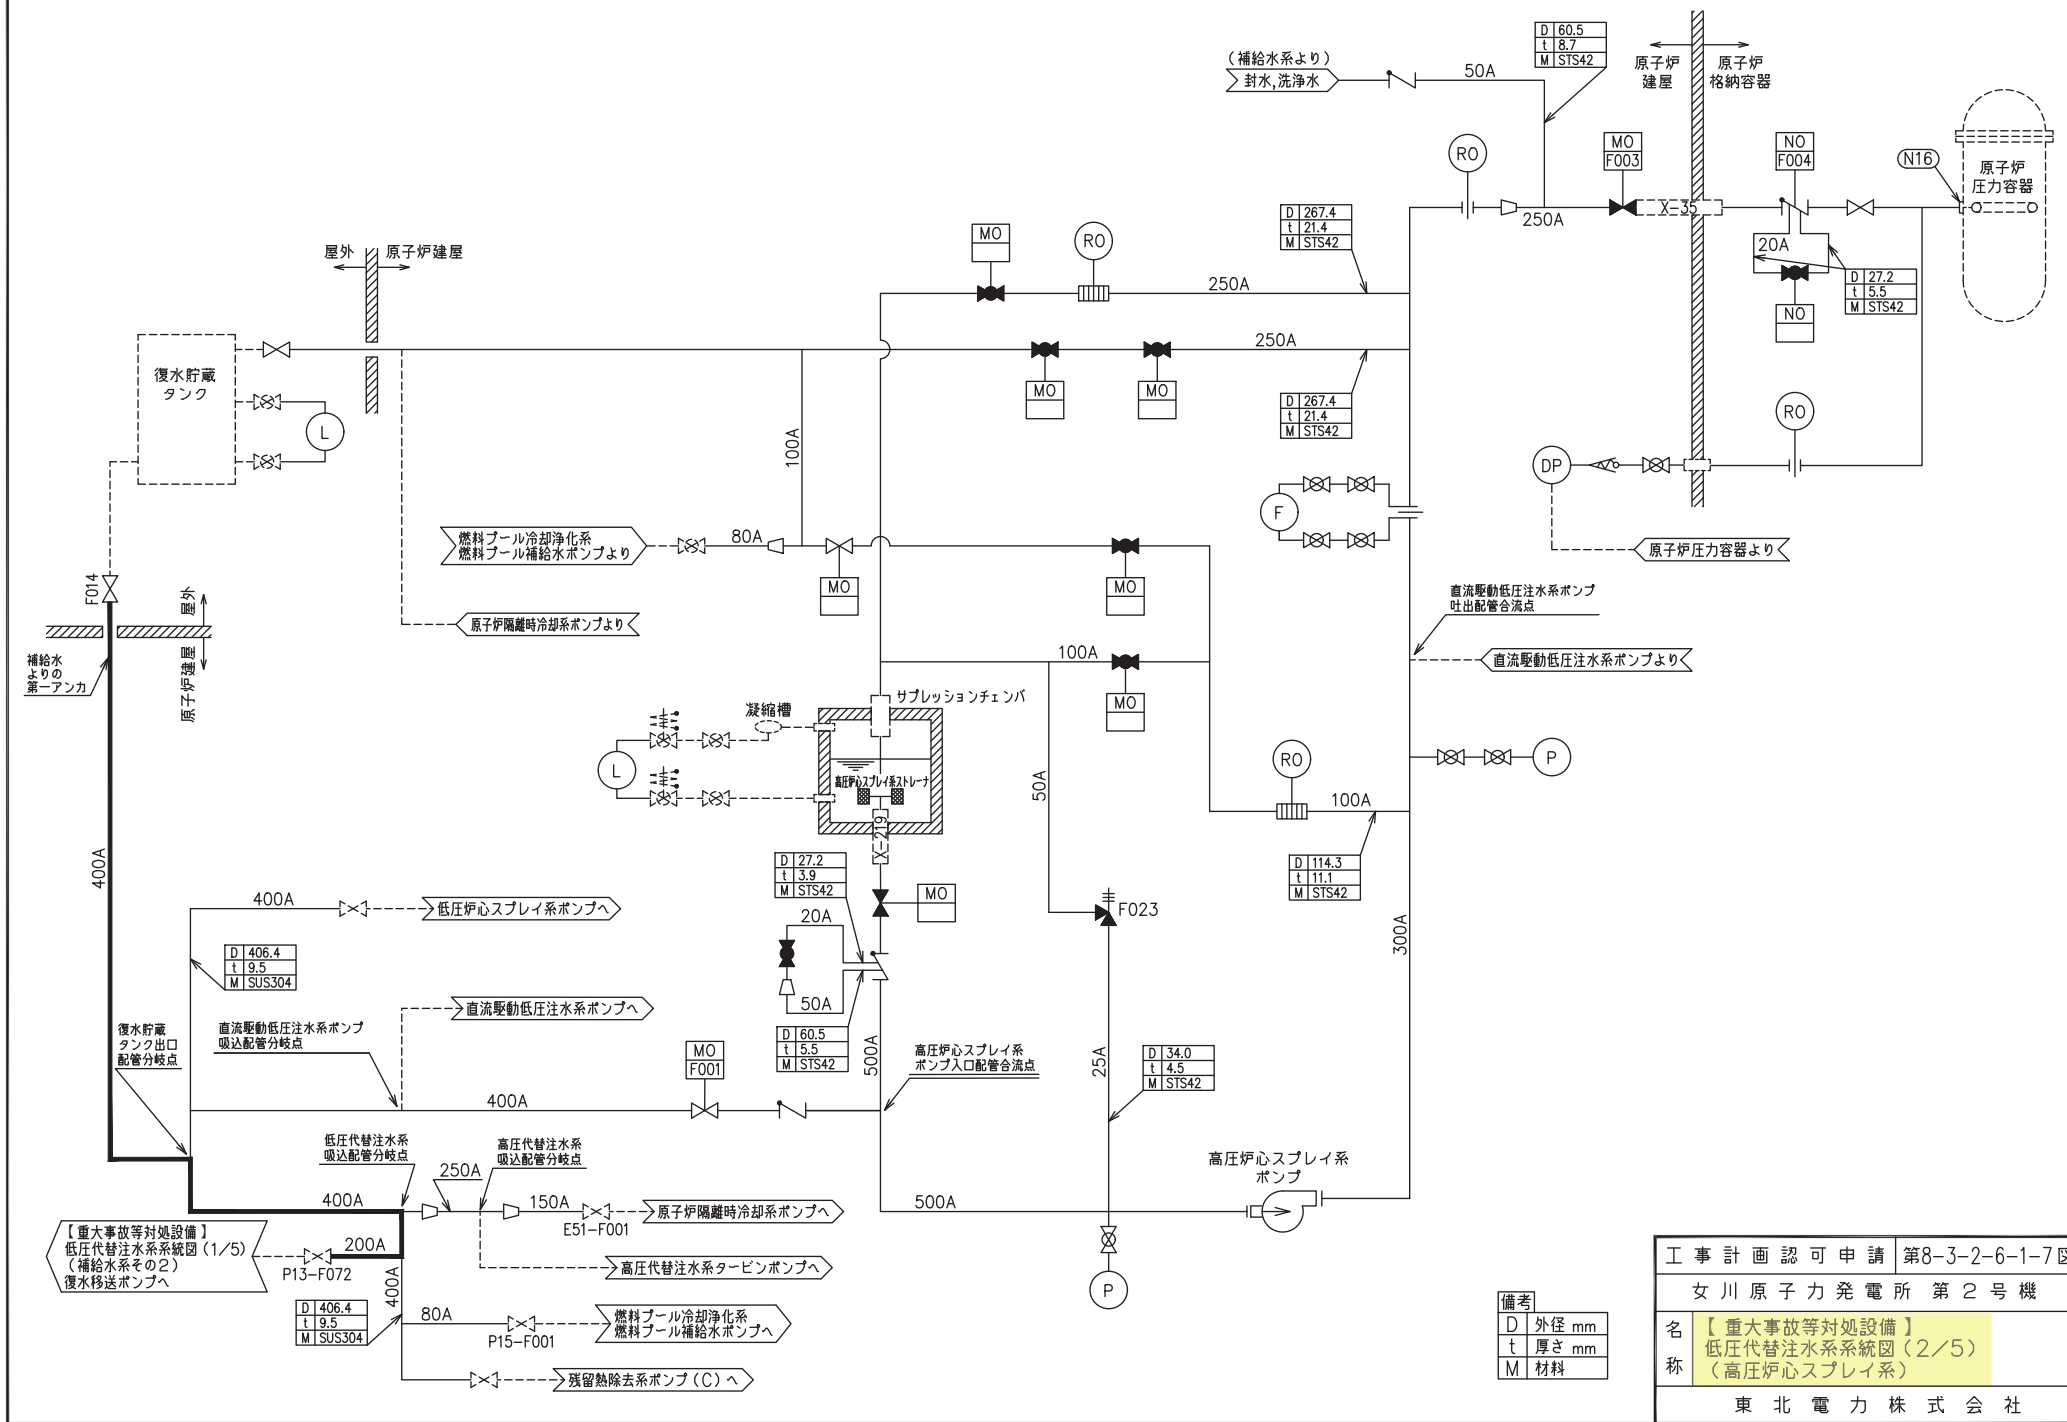 (補給水系より)
封水,洗浄水
50A
D 60.5
t 8.7
M STS42
原子炉
建屋
原子炉
格納容器
RO
MO
F003
NO
F004
N16
原子炉
圧力容器
250A
X-35
20A
D 27.2
t 5.5
M STS42
NO
屋外
原子炉建屋
MO
RO
250A
D 267.4
t 21.4
M STS42
250A
MO
MO
D 267.4
t 21.4
M STS42
復水貯蔵
タンク
L
100A
RO
DP
原子炉圧力容器より
F
燃料プール冷却浄化系
燃料プール補給水ポンプより
80A
MO
MO
原子炉隔離時冷却系ポンプより
F014
屋外
原子炉建屋
補給水
よりの
第一アンカ
直流駆動低圧注水系ポンプ
吐出配管合流点
直流駆動低圧注水系ポンプより
100A
MO
サプレッションチェンバ
凝縮槽
L
高圧炉心スプレイ系ストレーナ
X-219
50A
RO
100A
P
D 114.3
t 11.1
M STS42
400A
400A
低圧炉心スプレイ系ポンプへ
D 406.4
t 9.5
M SUS304
D 27.2
t 3.9
M STS42
MO
20A
50A
D 60.5
t 5.5
M STS42
F023
300A
直流駆動低圧注水系ポンプへ
復水貯蔵
タンク出口
配管分岐点
直流駆動低圧注水系ポンプ
吸込配管分岐点
MO
F001
400A
500A
高圧炉心スプレイ系
ポンプ入口配管合流点
25A
D 34.0
t 4.5
M STS42
低圧代替注水系
吸込配管分岐点
高圧代替注水系
吸込配管分岐点
250A
400A
150A
E51-F001
原子炉隔離時冷却系ポンプへ
500A
高圧炉心スプレイ系
ポンプ
【重大事故等対処設備】
低圧代替注水系系統図(1/5)
(補給水系その2)
復水移送ポンプへ
200A
P13-F072
高圧代替注水系タービンポンプへ
P
400A
D 406.4
t 9.5
M SUS304
80A
P15-F001
燃料プール冷却浄化系
燃料プール補給水ポンプへ
残留熱除去系ポンプ(C)へ
備考
D 外径 mm
t 厚さ mm
M 材料
工事計画認可申請 第8-3-2-6-1-7図
女川原子力発電所 第2号機
名称
【重大事故等対処設備】
低圧代替注水系系統図(2/5)
(高圧炉心スプレイ系)
東北電力株式会社